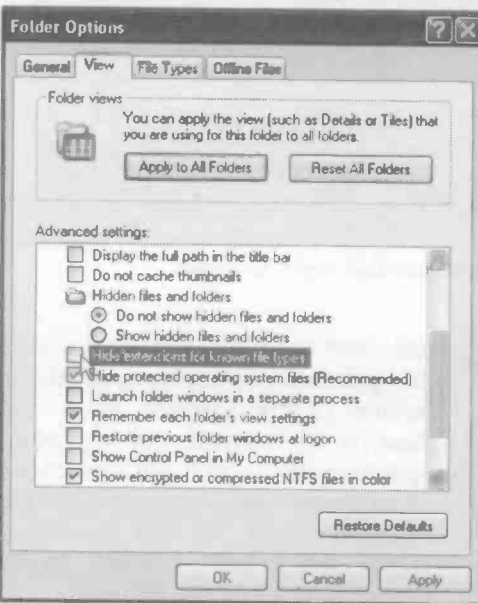 Folder Options
General View File Types Offline Files
Folder views
You can apply the view (such as Details or Tiles) that
you are using for this folder to all folders.
Apply to All Folders Reset All Folders
Advanced settings:
Display the full path in the title bar
Do not cache thumbnails
Hidden files and folders
Do not show hidden files and folders
Show hidden files and folders
Hide extensions for known file types
Hide protected operating system files (Recommended)
Launch folder windows in a separate process
Remember each folder's view settings
Restore previous folder windows at logon
Show Control Panel in My Computer
Show encrypted or compressed NTFS files in color
Restore Defaults
OK Cancel Apply